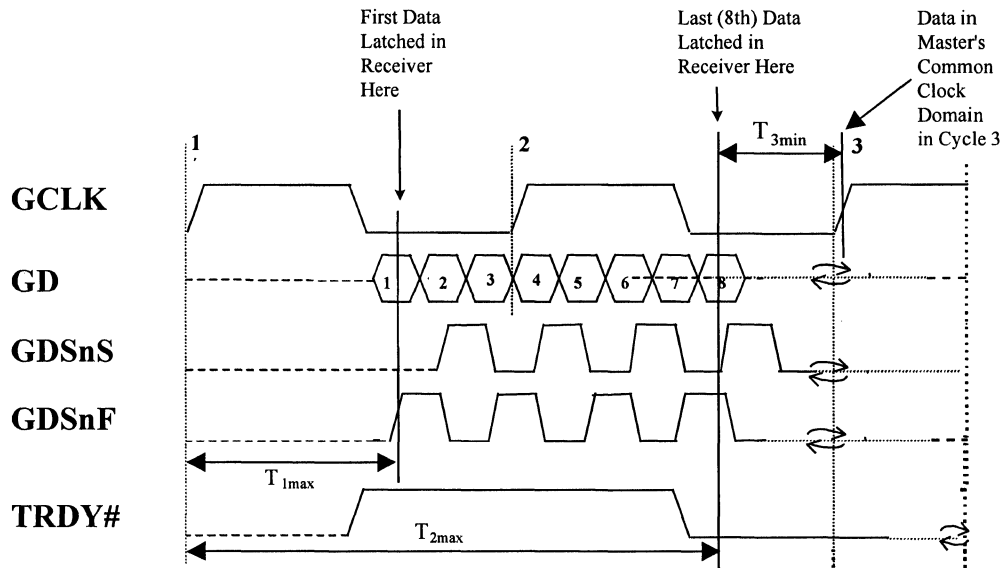 First Data
Latched in
Receiver
Here
Last (8th) Data
Latched in
Receiver Here
Data in
Master's
Common
Clock
Domain
in Cycle 3
1
2
T3min
3
GCLK
GD
1 2 3 4 5 6 7 8
GDSnS
GDSnF
T1max
TRDY#
T2max